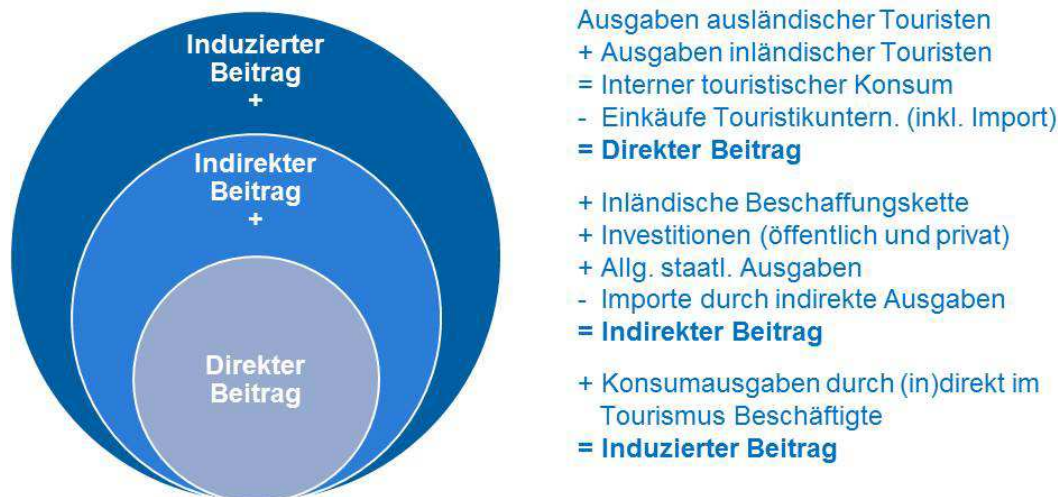 Induzierter
Beitrag
+
Indirekter
Beitrag
+
Direkter
Beitrag
Ausgaben ausländischer Touristen
+ Ausgaben inländischer Touristen
= Interner touristischer Konsum
- Einkäufe Touristikuntern. (inkl. Import)
= Direkter Beitrag
+ Inländische Beschaffungskette
+ Investitionen (öffentlich und privat)
+ Allg. staatl. Ausgaben
- Importe durch indirekte Ausgaben
= Indirekter Beitrag
+ Konsumausgaben durch (in)direkt im
Tourismus Beschäftigte
= Induzierter Beitrag